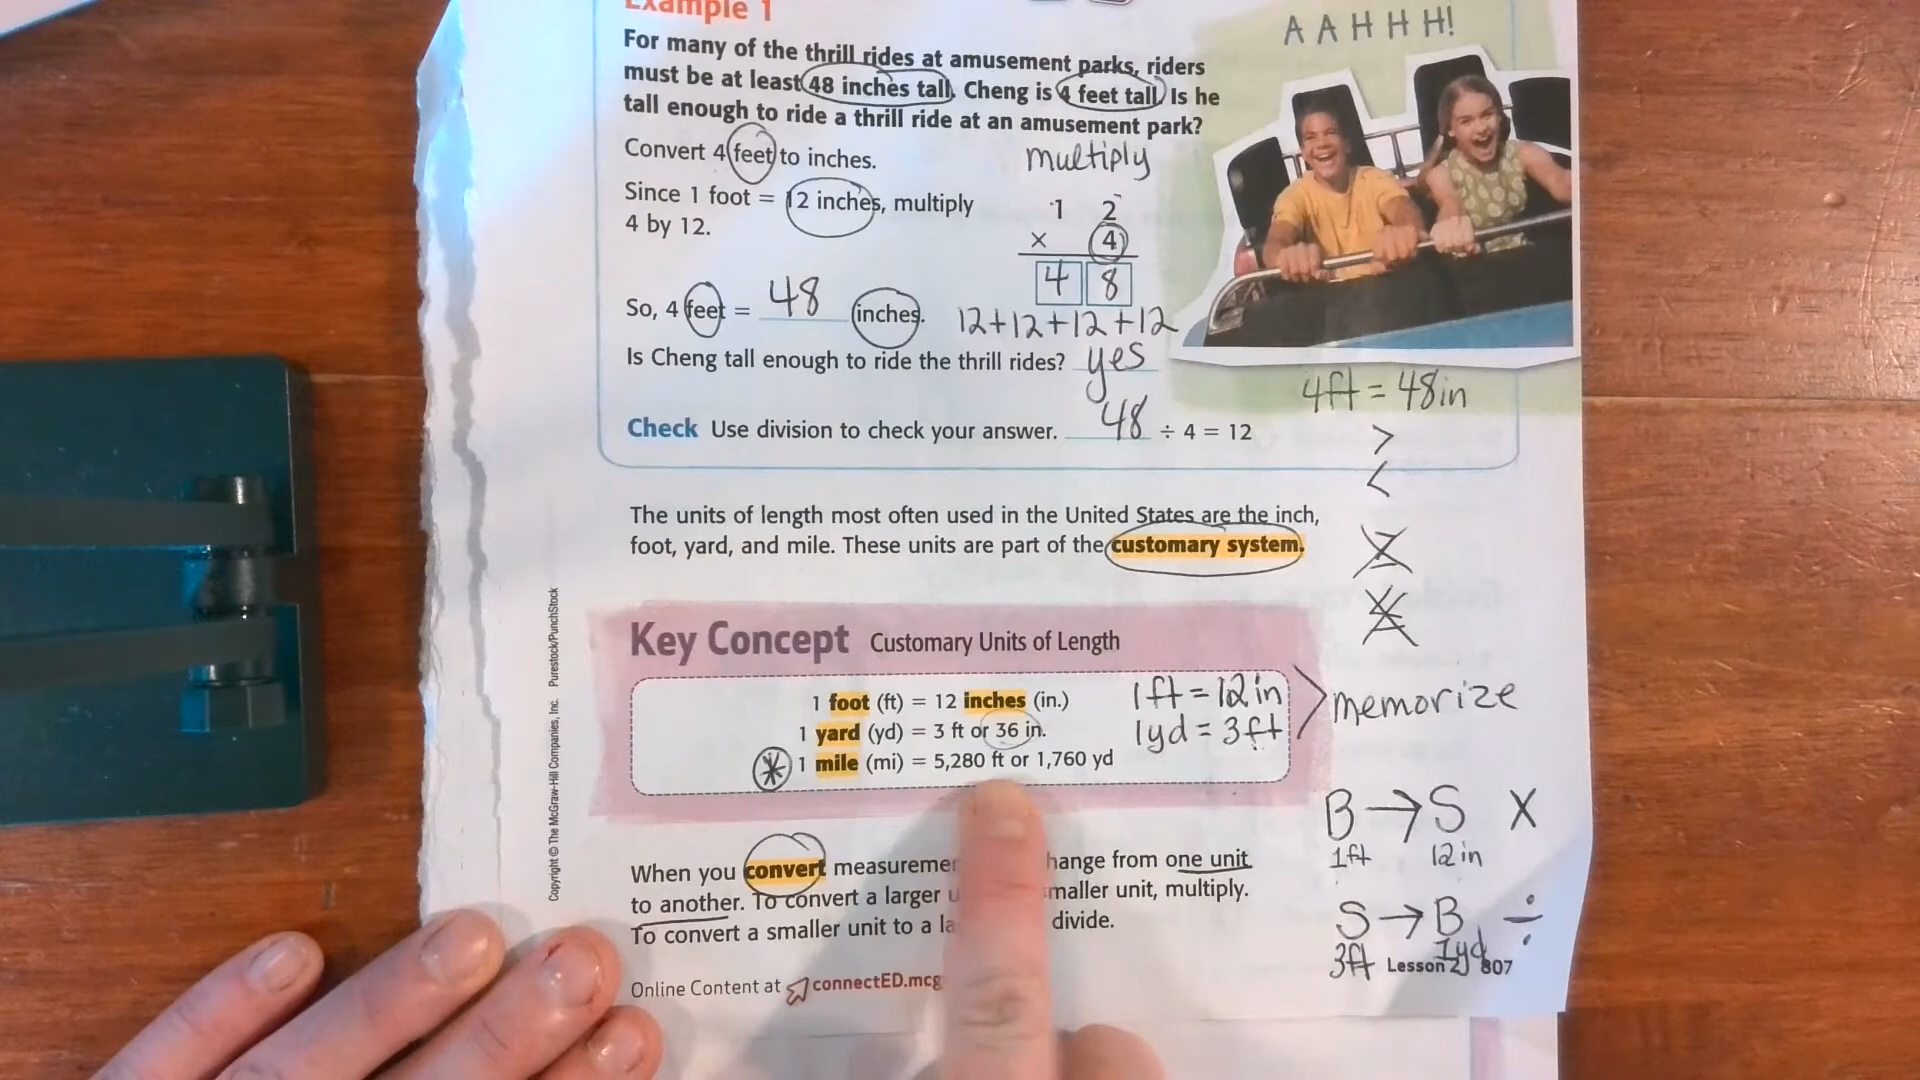 Example 1
A A H H H!
For many of the thrill rides at amusement parks, riders
must be at least 48 inches tall. Cheng is 4 feet tall. Is he
tall enough to ride a thrill ride at an amusement park?
Convert 4 feet to inches.
multiply
Since 1 foot = 12 inches, multiply
4 by 12.
1 2
× 4
4 8
So, 4 feet = 48 inches.
12+12+12+12
Is Cheng tall enough to ride the thrill rides? yes
4ft = 48in
Check Use division to check your answer. 48 ÷ 4 = 12
>
<
The units of length most often used in the United States are the inch,
foot, yard, and mile. These units are part of the customary system.
Key Concept Customary Units of Length
1 foot (ft) = 12 inches (in.)
1ft = 12in
1 yard (yd) = 3 ft or 36 in.
1yd = 3ft
memorize
* 1 mile (mi) = 5,280 ft or 1,760 yd
B → S X
1ft 12in
When you convert hange from one unit
to another. To convert a larger maller unit, multiply.
To convert a smaller unit to a divide.
S → B ÷
3ft 1yd
Online Content at connectED.mcg
Lesson 2 807
Copyright © The McGraw-Hill Companies, Inc. Purestock/PunchStock